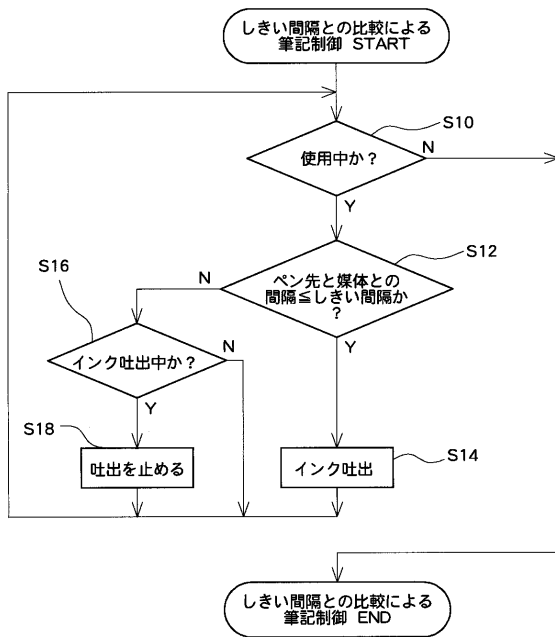 しきい間隔との比較による
筆記制御 START
S10
使用中か？
N
Y
S12
ペン先と媒体との
間隔≦しきい間隔か
？
N
Y
S16
インク吐出中か？
N
Y
S18
吐出を止める
インク吐出
S14
しきい間隔との比較による
筆記制御 END